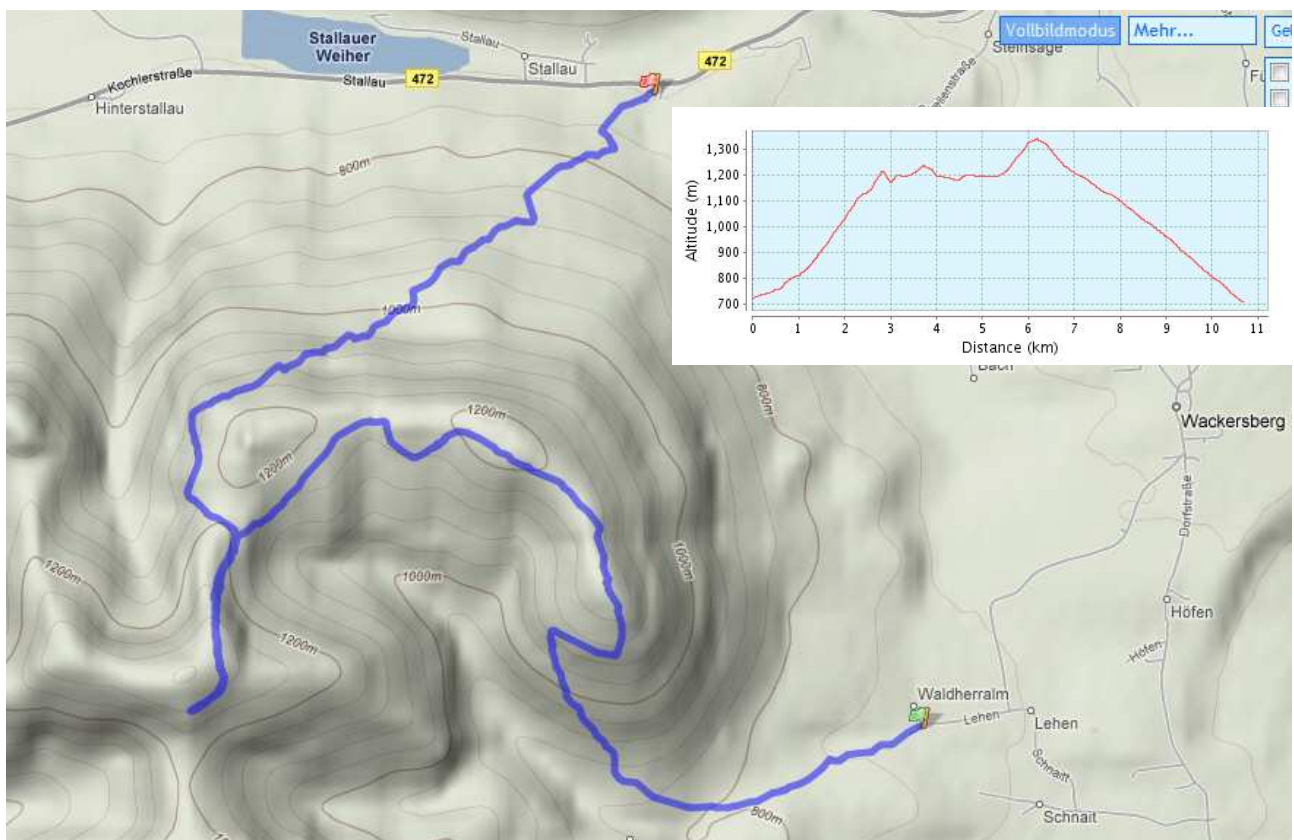 Stallauer
Weiher
Stallau
Vollbildmodus
Mehr...
Steinsäge
472
Stallau
Kochlerstraße
472
Stallau
Hinterstallau
800m
1,300
1,200
1,100
1,000
900
800
700
Altitude (m)
0 1 2 3 4 5 6 7 8 9 10 11
Distance (km)
1000m
Bach
800m
1200m
Wackersberg
1200m
Dorfstraße
1000m
1200m
1000m
Höfen
1200m
Höfen
Waldherralm
Lehen
Lehen
Schnaitt
800m
Schnait